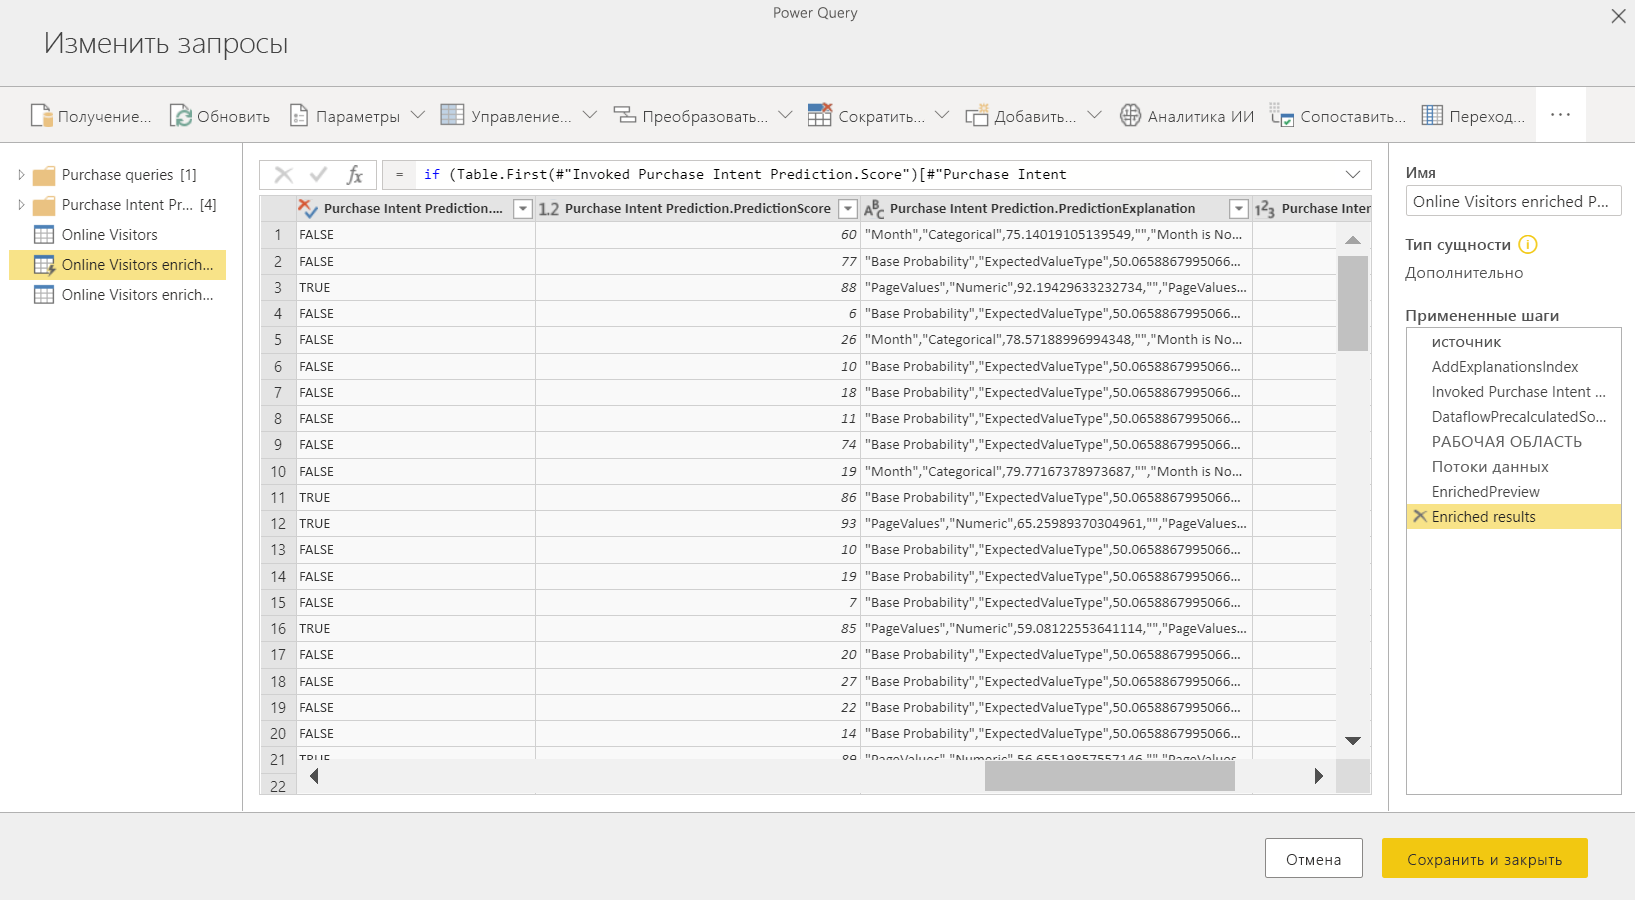 Power Query
Изменить запросы
Получение... Обновить Параметры Управление... Преобразовать... Сократить... Добавить... Аналитика ИИ Сопоставить... Переход... ...
Purchase queries [1]
Purchase Intent Pr... [4]
Online Visitors
Online Visitors enrich...
Online Visitors enrich...
fx = if (Table.First(#"Invoked Purchase Intent Prediction.Score")[#"Purchase Intent
Purchase Intent Prediction.... 1.2 Purchase Intent Prediction.PredictionScore ABC Purchase Intent Prediction.PredictionExplanation 123 Purchase Inter
1 FALSE 60 "Month","Categorical",75.14019105139549,"","Month is No...
2 FALSE 77 "Base Probability","ExpectedValueType",50.0658867995066...
3 TRUE 88 "PageValues","Numeric",92.19429633232734,"","PageValues...
4 FALSE 6 "Base Probability","ExpectedValueType",50.0658867995066...
5 FALSE 26 "Month","Categorical",78.57188996994348,"","Month is No...
6 FALSE 10 "Base Probability","ExpectedValueType",50.0658867995066...
7 FALSE 18 "Base Probability","ExpectedValueType",50.0658867995066...
8 FALSE 11 "Base Probability","ExpectedValueType",50.0658867995066...
9 FALSE 74 "Base Probability","ExpectedValueType",50.0658867995066...
10 FALSE 19 "Month","Categorical",79.77167378973687,"","Month is No...
11 TRUE 86 "Base Probability","ExpectedValueType",50.0658867995066...
12 TRUE 93 "PageValues","Numeric",65.25989370304961,"","PageValues...
13 FALSE 10 "Base Probability","ExpectedValueType",50.0658867995066...
14 FALSE 19 "Base Probability","ExpectedValueType",50.0658867995066...
15 FALSE 7 "Base Probability","ExpectedValueType",50.0658867995066...
16 TRUE 85 "PageValues","Numeric",59.08122553641114,"","PageValues...
17 FALSE 20 "Base Probability","ExpectedValueType",50.0658867995066...
18 FALSE 27 "Base Probability","ExpectedValueType",50.0658867995066...
19 FALSE 22 "Base Probability","ExpectedValueType",50.0658867995066...
20 FALSE 14 "Base Probability","ExpectedValueType",50.0658867995066...
21 TRUE 89 "PageValues","Numeric",56.65519857557146,"","PageValues...
22
Имя
Online Visitors enriched P...
Тип сущности
Дополнительно
Примененные шаги
источник
AddExplanationsIndex
Invoked Purchase Intent ...
DataflowPrecalculatedSo...
РАБОЧАЯ ОБЛАСТЬ
Потоки данных
EnrichedPreview
Enriched results
Отмена
Сохранить и закрыть